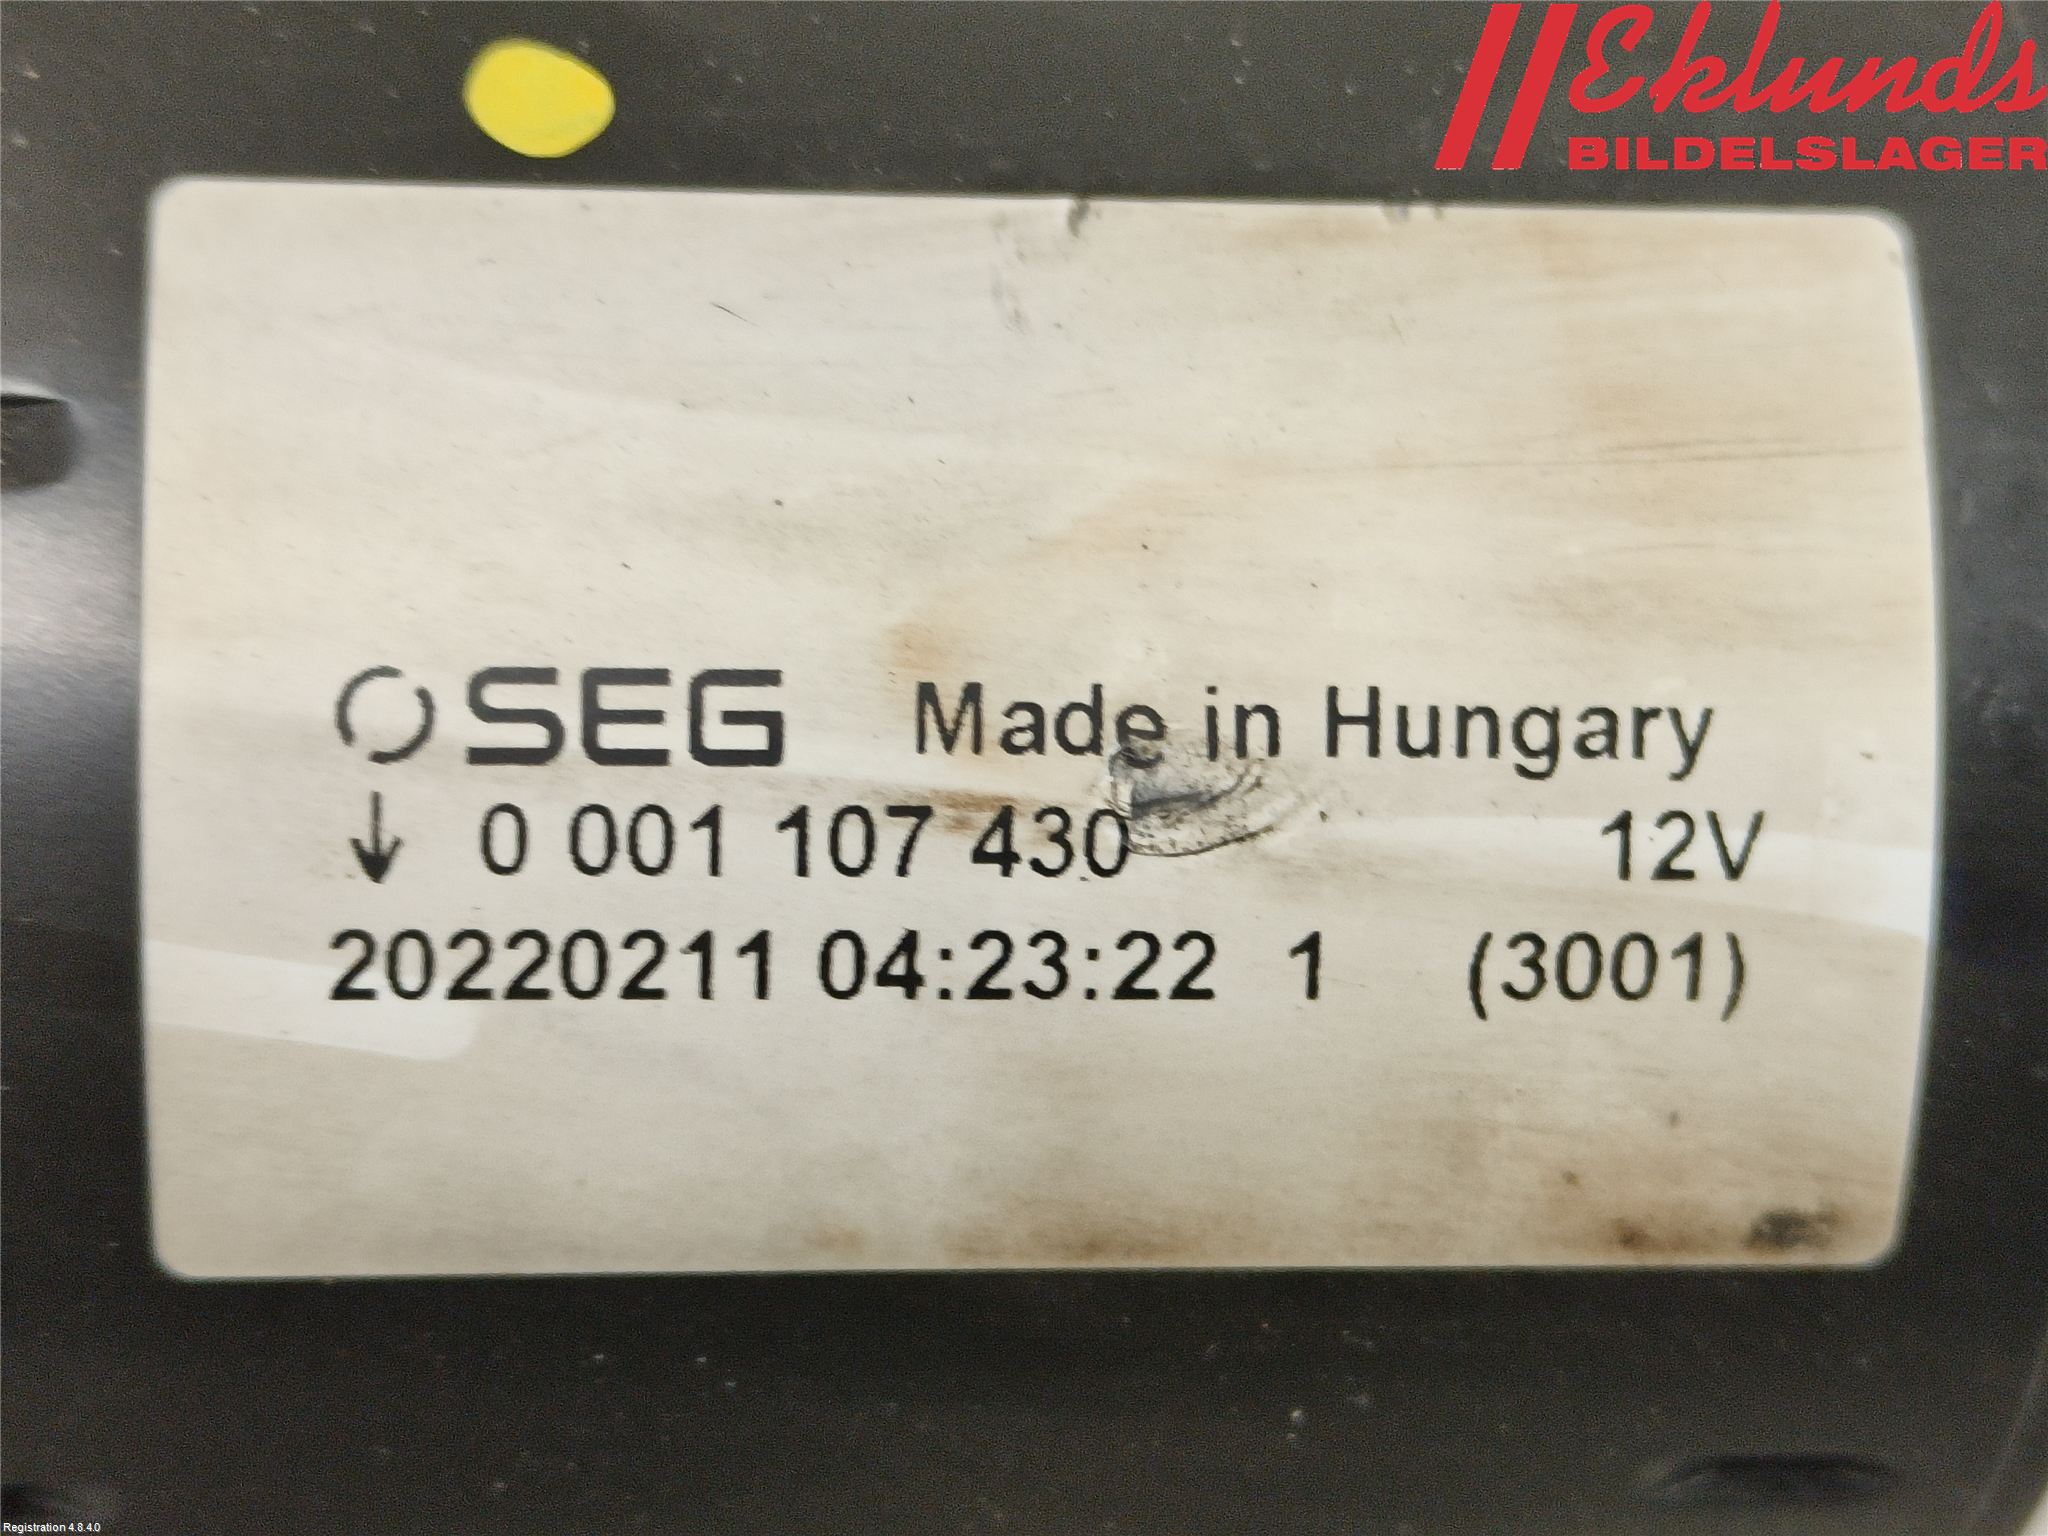 Eklunds
BILDELSLAGER
SEG Made in Hungary
↓ 0 001 107 430 12V
20220211 04:23:22 1 (3001)
Registration 4.8.4.0